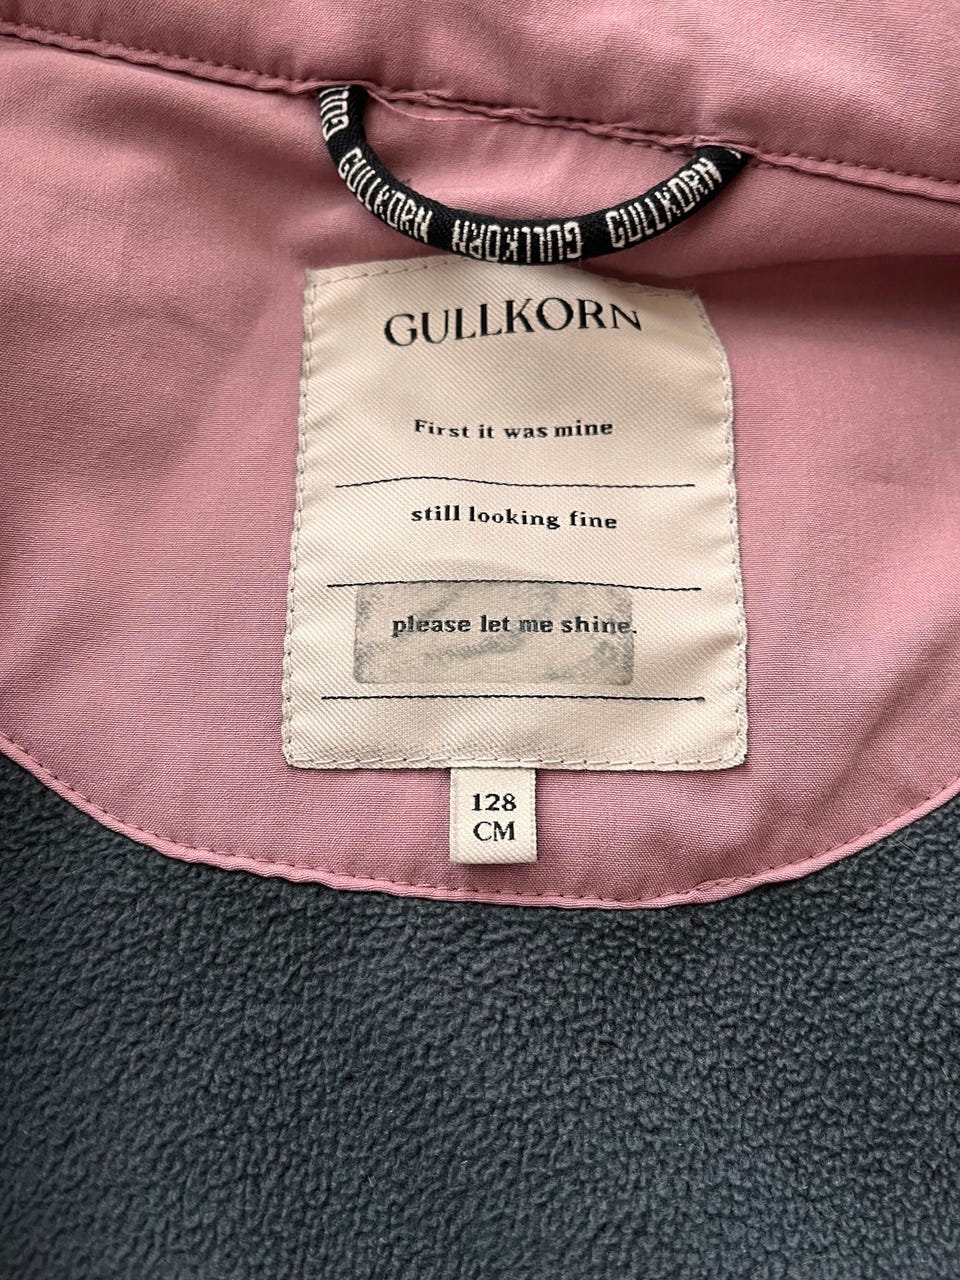 GULLKORN
GULLKORN
GULLKORN
GULLKORN
First it was mine
still looking fine
please let me shine.
128
CM